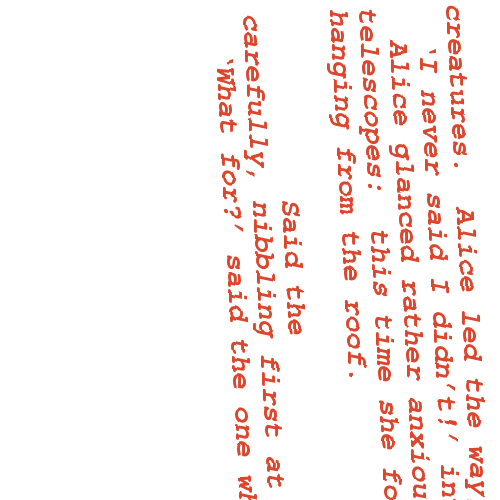 creatures.  Alice led the way,
`I never said I didn't!' in
Alice glanced rather anxiou
telescopes:  this time she fo
hanging from the roof.
Said the
carefully, nibbling first at
`What for?' said the one wh